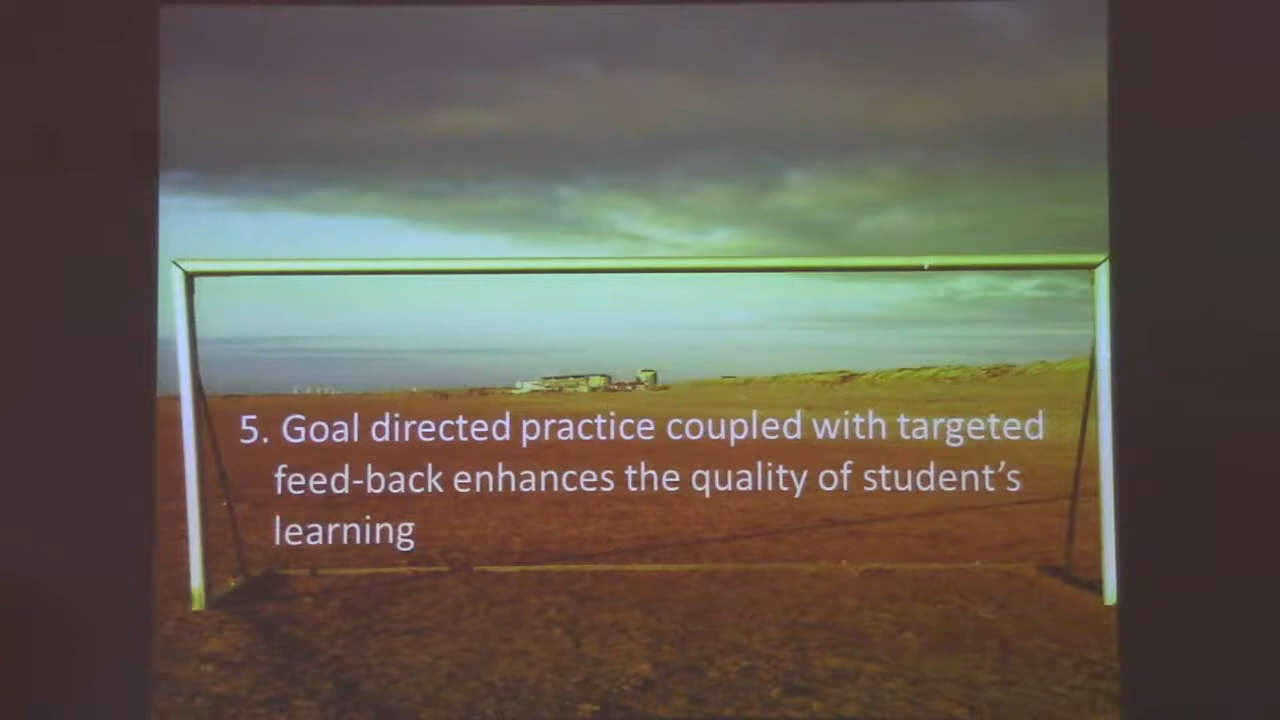 5. Goal directed practice coupled with targeted
feed-back enhances the quality of student’s
learning